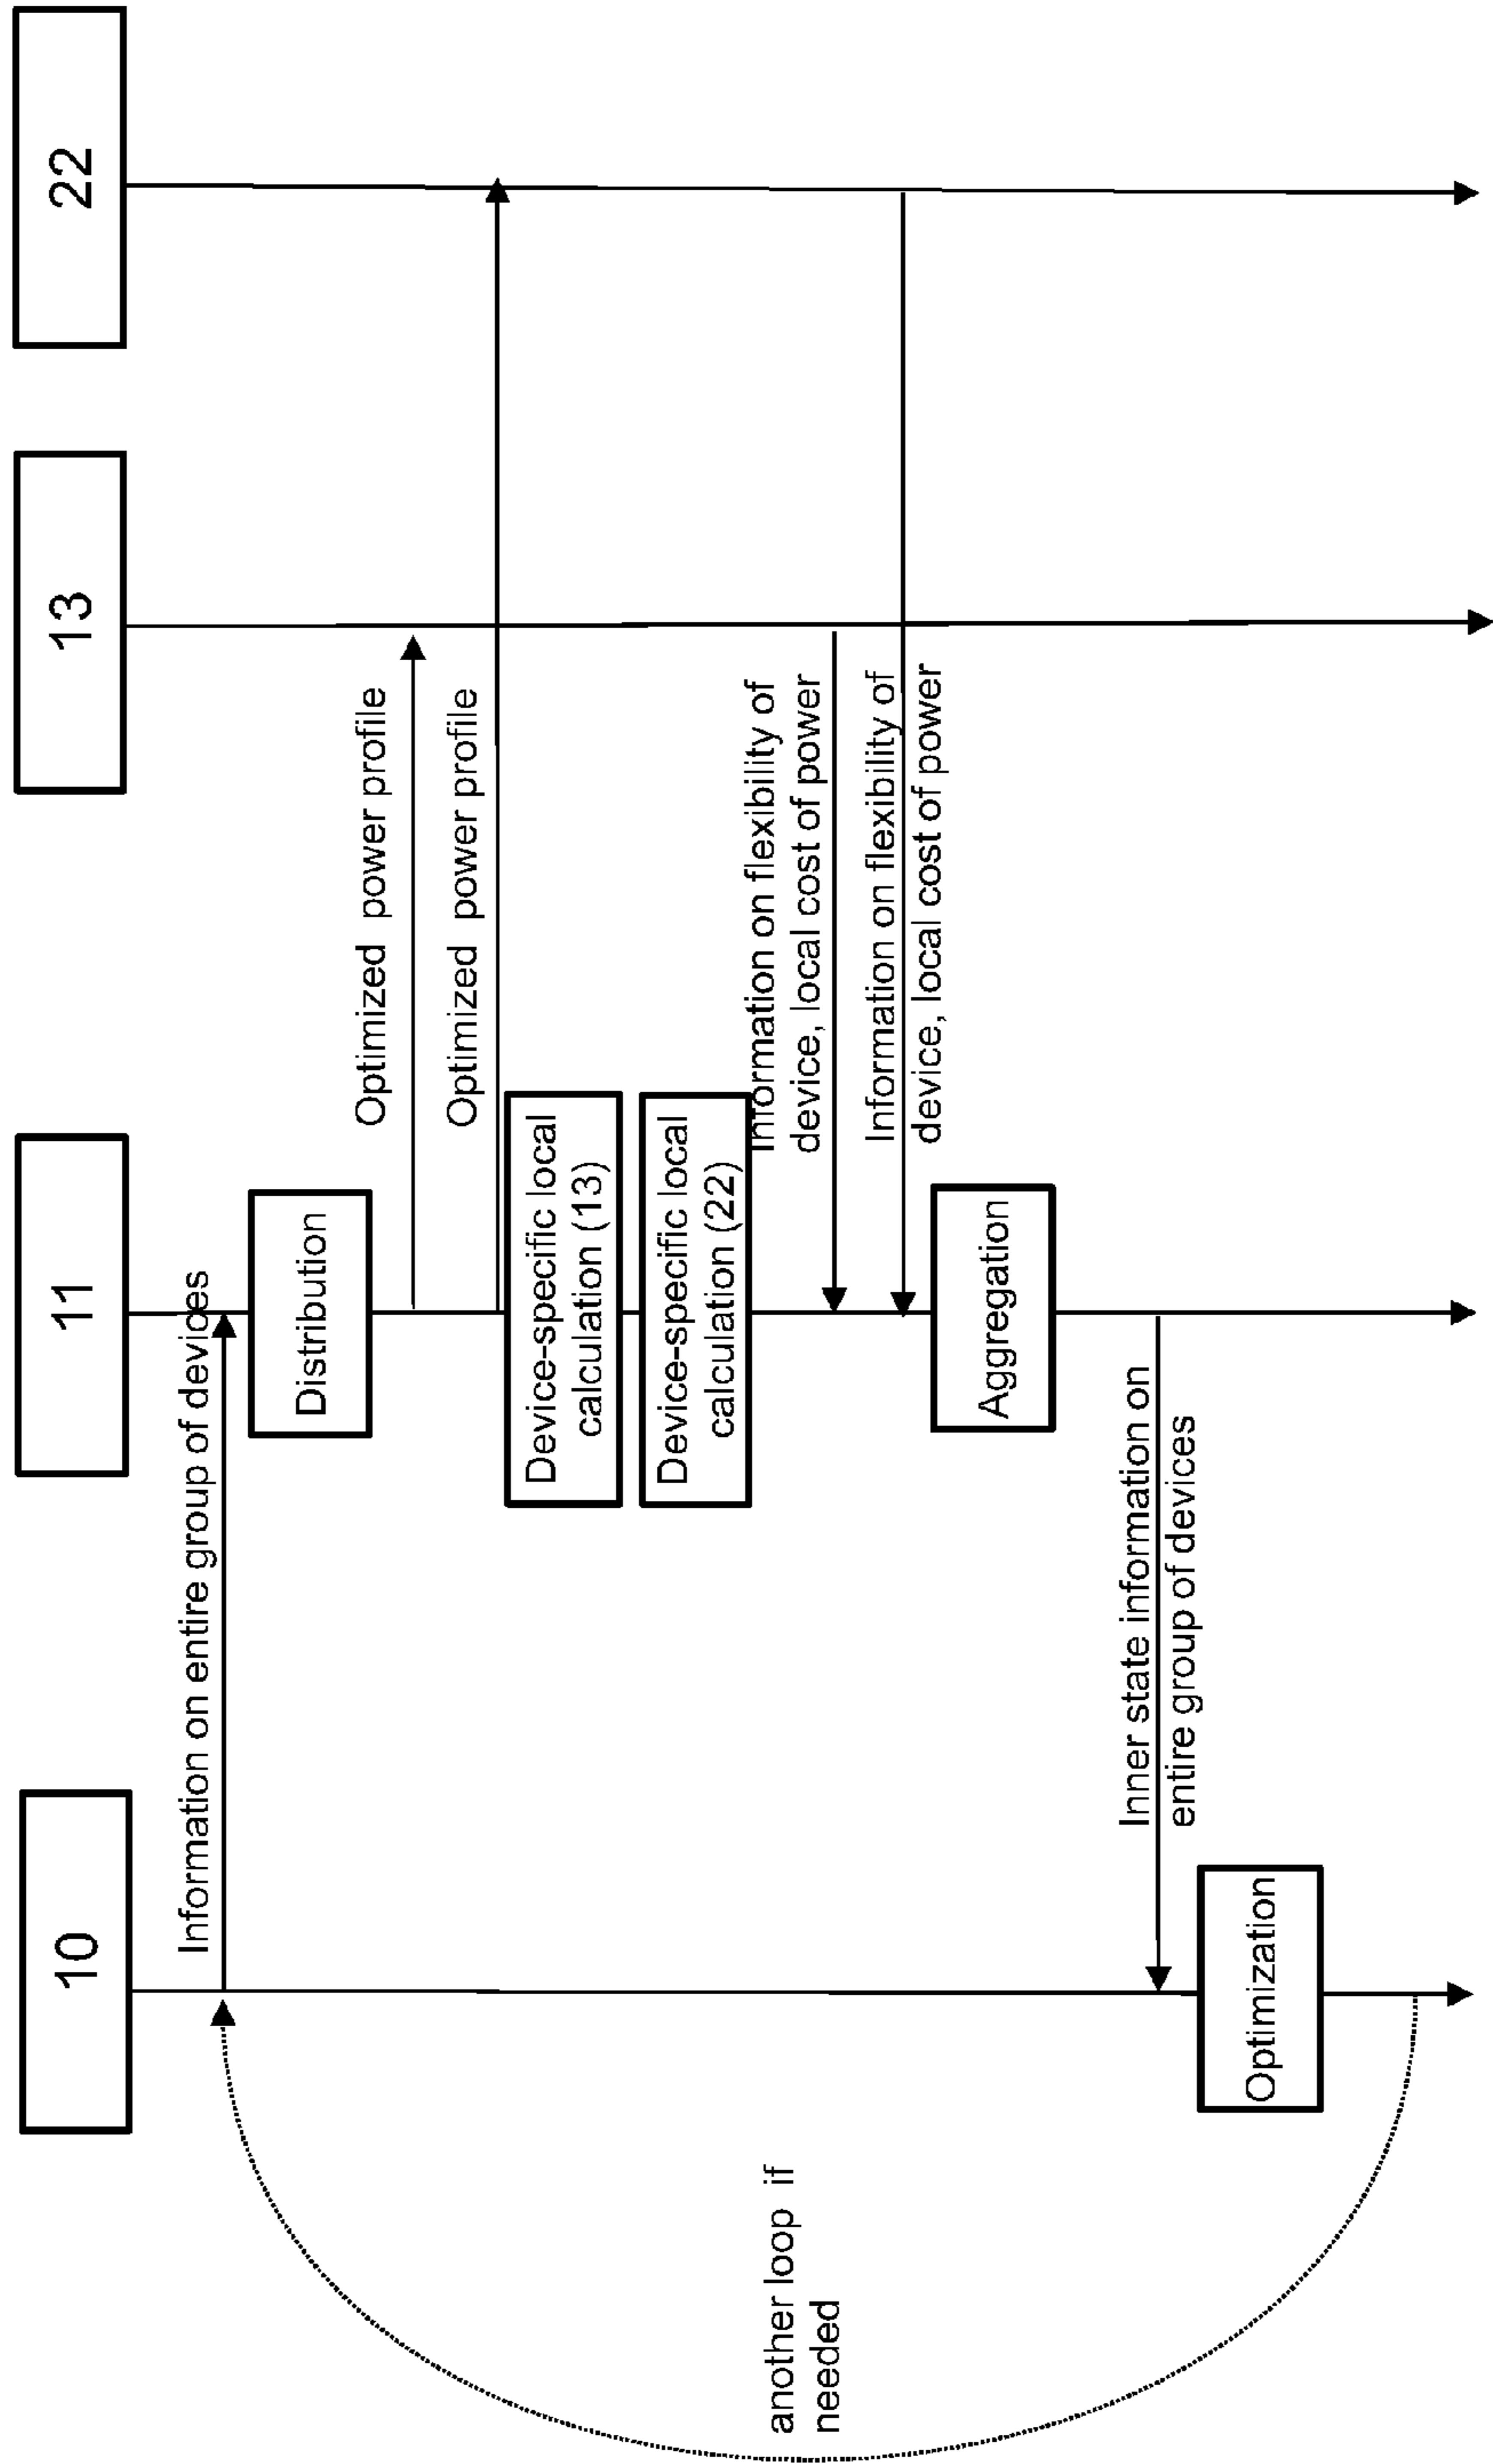 10
11
13
22
Information on entire group of devices
Distribution
Optimized power profile
Optimized power profile
Device-specific local
calculation (13)
Device-specific local
calculation (22)
Information on flexibility of
device, local cost of power
Information on flexibility of
device, local cost of power
Aggregation
Inner state information on
entire group of devices
Optimization
another loop if
needed